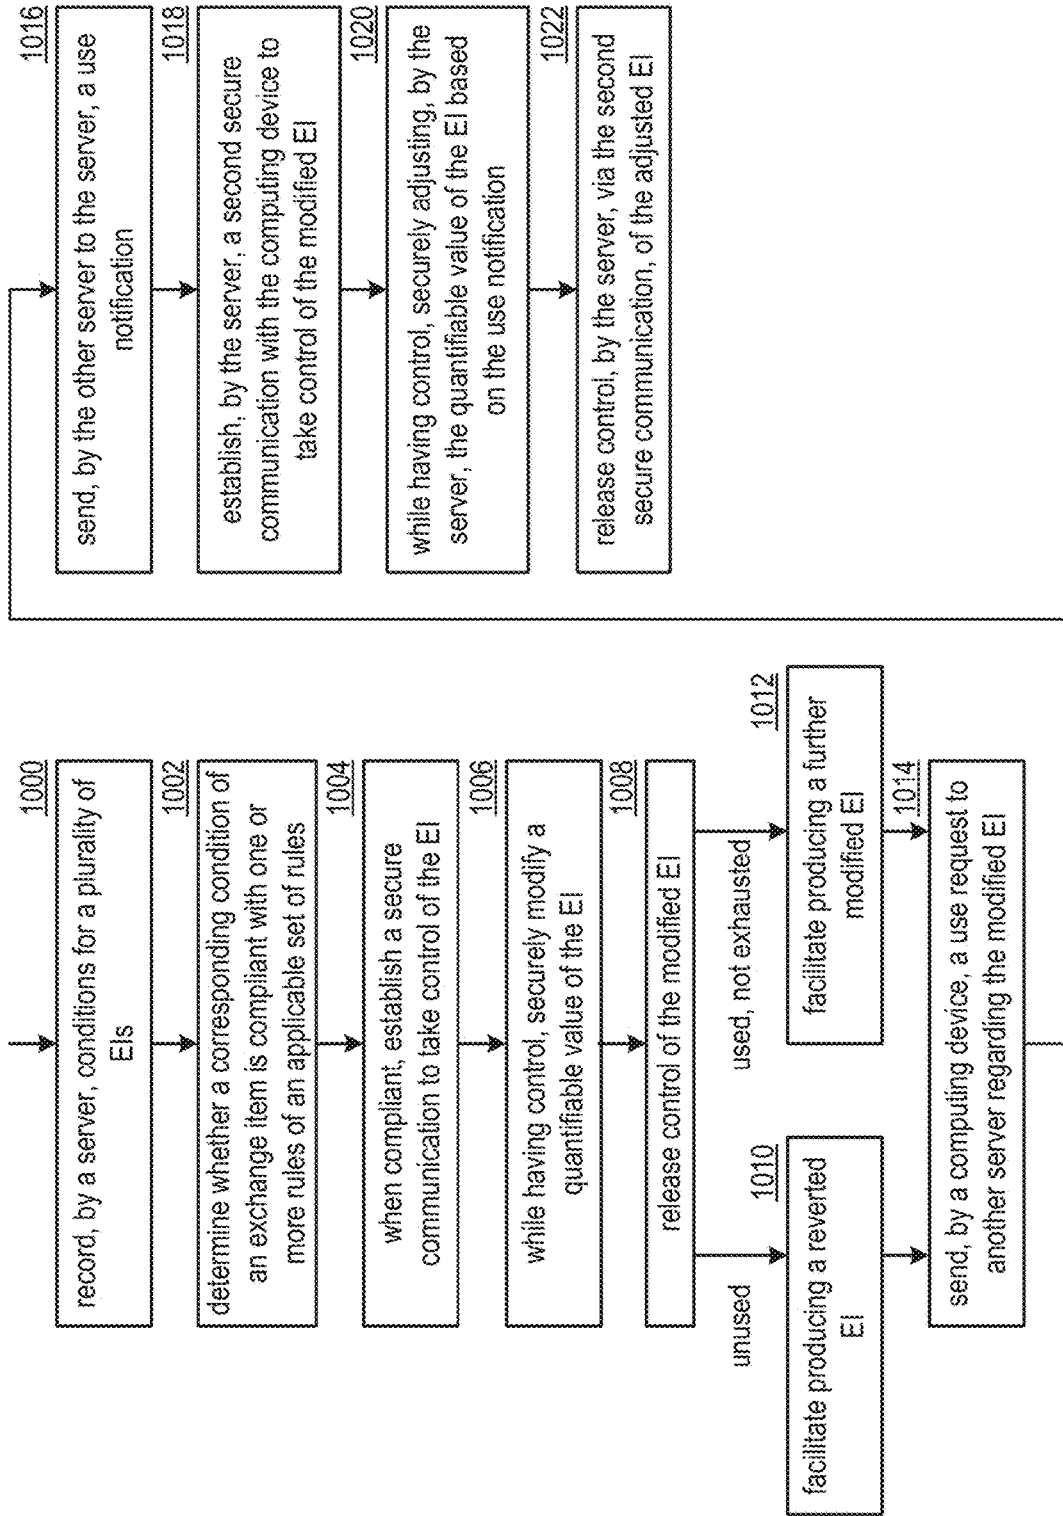 1000
record, by a server, conditions for a plurality of
EIs
1002
determine whether a corresponding condition of
an exchange item is compliant with one or
more rules of an applicable set of rules
1004
when compliant, establish a secure
communication to take control of the EI
1006
while having control, securely modify a
quantifiable value of the EI
1008
release control of the modified EI
unused
used, not exhausted
1010
facilitate producing a reverted
EI
1012
facilitate producing a further
modified EI
1014
send, by a computing device, a use request to
another server regarding the modified EI
1016
send, by the other server to the server, a use
notification
1018
establish, by the server, a second secure
communication with the computing device to
take control of the modified EI
1020
while having control, securely adjusting, by the
server, the quantifiable value of the EI based
on the use notification
1022
release control, by the server, via the second
secure communication, of the adjusted EI